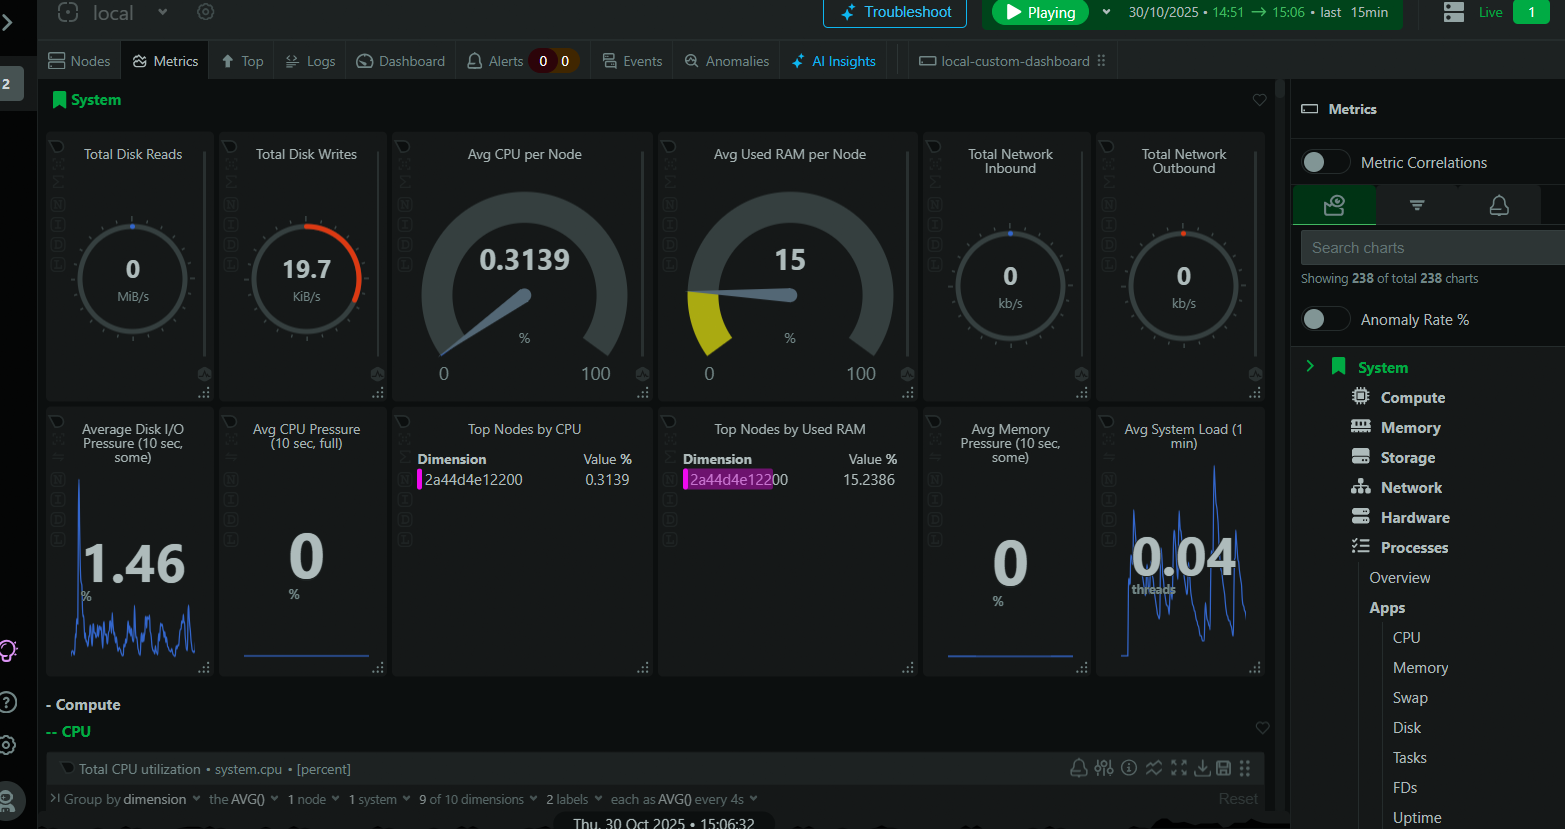 local
Troubleshoot
Playing
30/10/2025 • 14:51 → 15:06 • last 15min
Live
1
2
Nodes
Metrics
Top
Logs
Dashboard
Alerts 0 0
Events
Anomalies
AI Insights
local-custom-dashboard
System
Total Disk Reads
0
MiB/s
Total Disk Writes
19.7
KiB/s
Avg CPU per Node
0.3139
%
0 100
Avg Used RAM per Node
15
%
0 100
Total Network
Inbound
0
kb/s
Total Network
Outbound
0
kb/s
Average Disk I/O
Pressure (10 sec,
some)
1.46
%
Avg CPU Pressure
(10 sec, full)
0
%
Top Nodes by CPU
Dimension Value %
2a44d4e12200 0.3139
Top Nodes by Used RAM
Dimension Value %
2a44d4e12200 15.2386
Avg Memory
Pressure (10 sec,
some)
0
%
Avg System Load (1
min)
0.04
threads
- Compute
-- CPU
Total CPU utilization • system.cpu • [percent]
Group by dimension the AVG() 1 node 1 system 9 of 10 dimensions 2 labels each as AVG() every 4s Reset
Thu, 30 Oct 2025 • 15:06:32
Metrics
Metric Correlations
Search charts
Showing 238 of total 238 charts
Anomaly Rate %
System
Compute
Memory
Storage
Network
Hardware
Processes
Overview
Apps
CPU
Memory
Swap
Disk
Tasks
FDs
Uptime